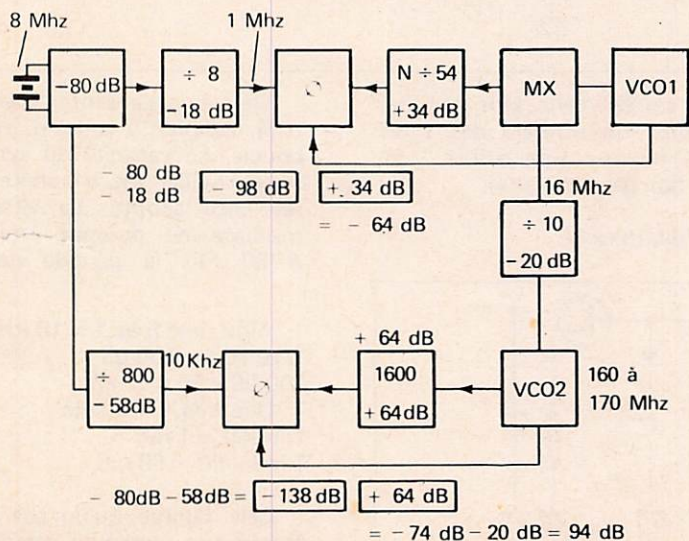 8 Mhz
1 Mhz
– 80 dB
÷ 8
– 18 dB
∅
N ÷ 54
+ 34 dB
MX
VCO1
– 80 dB
– 18 dB
– 98 dB
+ 34 dB
= – 64 dB
16 Mhz
÷ 10
– 20 dB
+ 64 dB
÷ 800
– 58dB
10 Khz
∅
1600
+ 64 dB
VCO2
160 à
170 Mhz
– 80dB – 58dB = – 138 dB + 64 dB
= – 74 dB – 20 dB = 94 dB